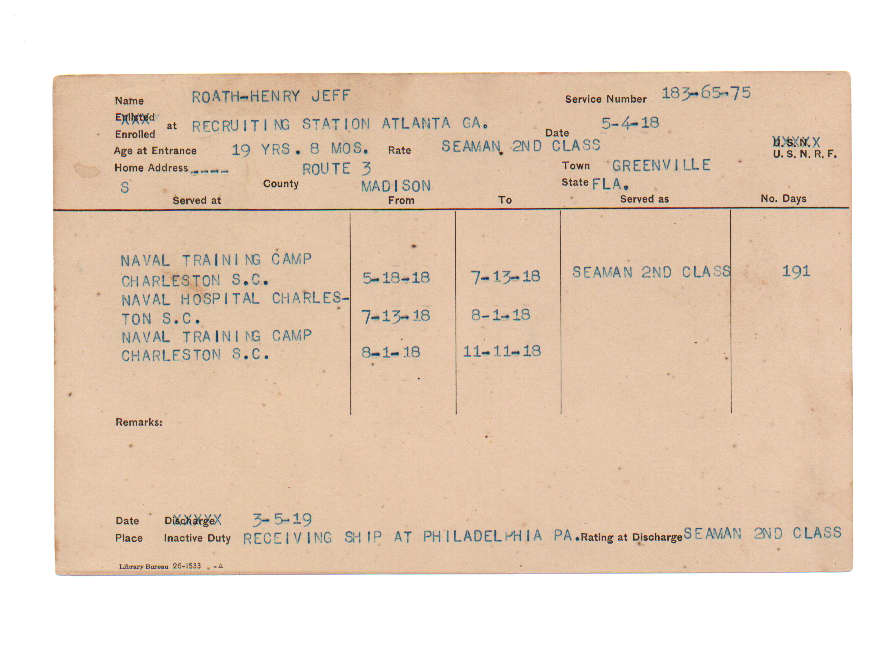 Name ROATH-HENRY JEFF Service Number 183-65-75
Enlisted
Enrolled at RECRUITING STATION ATLANTA GA. Date 5-4-18
Age at Entrance 19 YRS. 8 MOS. Rate SEAMAN 2ND CLASS U.S.N. U.S.N.R.F.
Home Address ---- ROUTE 3 Town GREENVILLE
S County MADISON State FLA.
Served at From To Served as No. Days
NAVAL TRAINING CAMP
CHARLESTON S.C. 5-18-18 7-13-18 SEAMAN 2ND CLASS 191
NAVAL HOSPITAL CHARLES-
TON S.C. 7-13-18 8-1-18
NAVAL TRAINING CAMP
CHARLESTON S.C. 8-1-18 11-11-18
Remarks:
Date Discharge 3-5-19
Place Inactive Duty RECEIVING SHIP AT PHILADELPHIA PA. Rating at Discharge SEAMAN 2ND CLASS
Library Bureau 26-1533